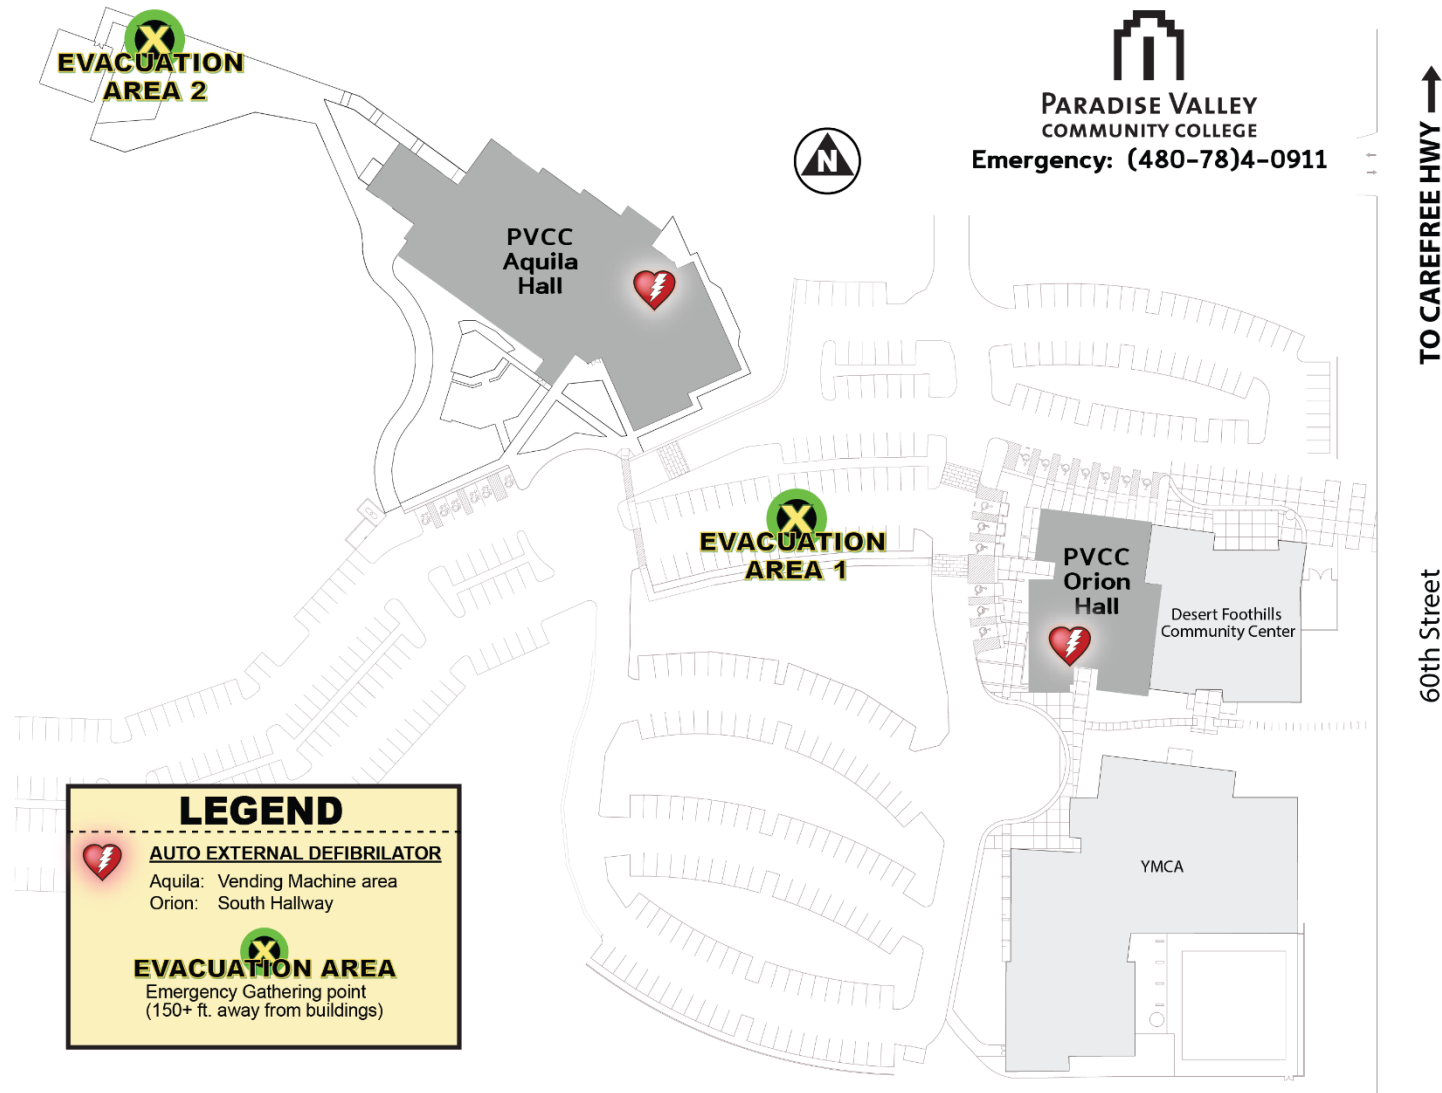 EVACUATION
AREA 2
PARADISE VALLEY
COMMUNITY COLLEGE
Emergency: (480-78)4-0911
N
TO CAREFREE HWY
PVCC
Aquila
Hall
EVACUATION
AREA 1
PVCC
Orion
Hall
Desert Foothills
Community Center
60th Street
YMCA
LEGEND
AUTO EXTERNAL DEFIBRILATOR
Aquila: Vending Machine area
Orion: South Hallway
EVACUATION AREA
Emergency Gathering point
(150+ ft. away from buildings)